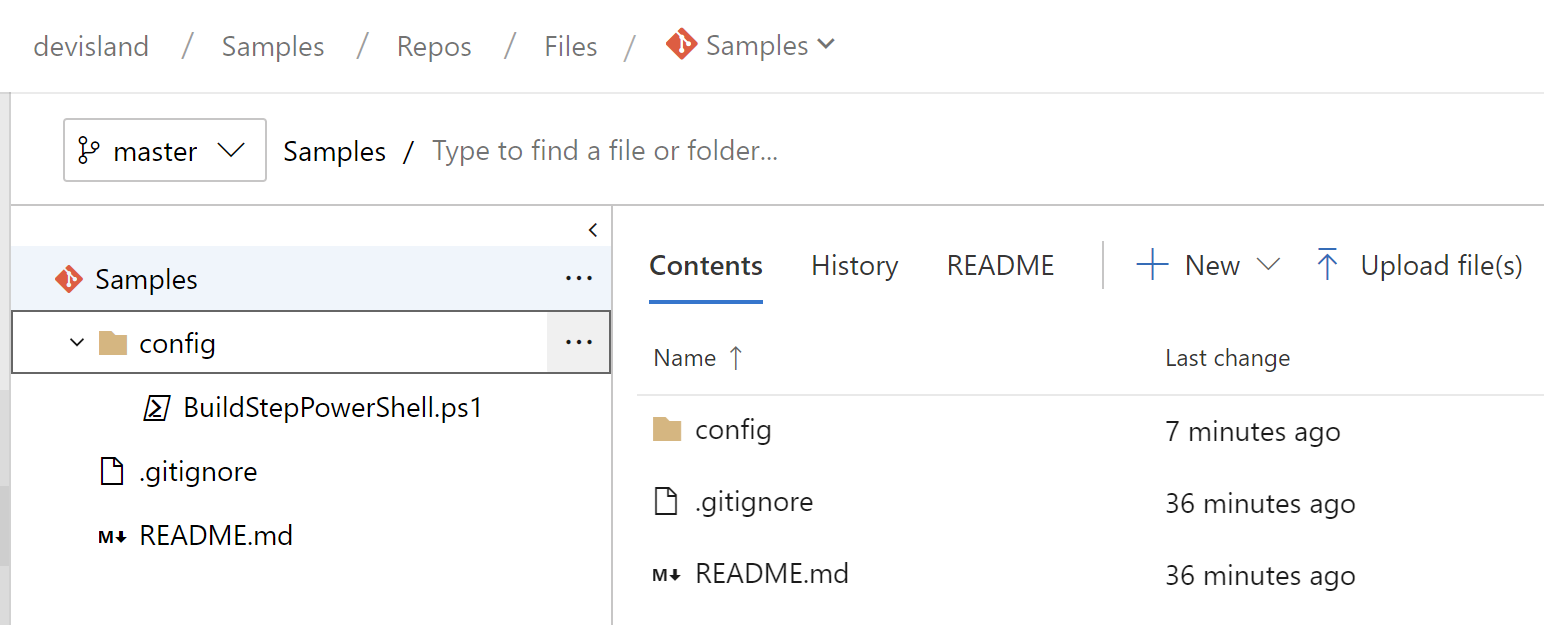 devisland / Samples / Repos / Files / Samples
master Samples / Type to find a file or folder...
Samples ...
config ...
BuildStepPowerShell.ps1
.gitignore
README.md
Contents History README New Upload file(s)
Name Last change
config 7 minutes ago
.gitignore 36 minutes ago
README.md 36 minutes ago